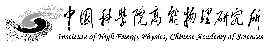 中国科学院高能物理研究所
Institute of High Energy Physics, Chinese Academy of Sciences